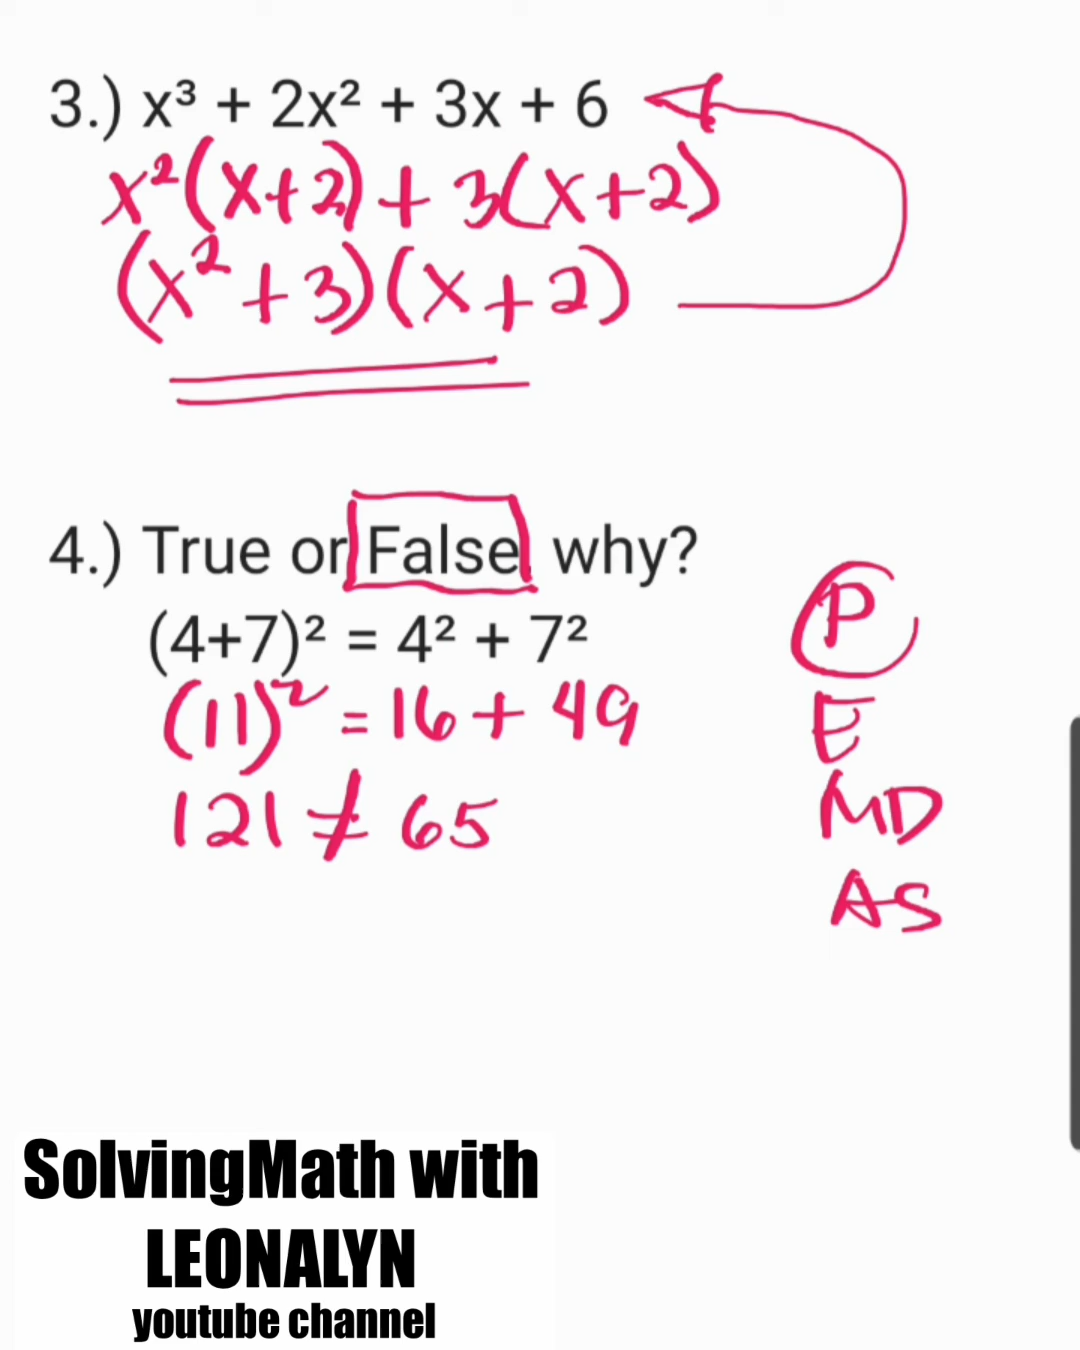 3.) x³ + 2x² + 3x + 6
x²(x+2) + 3(x+2)
(x²+3)(x+2)
4.) True or False why?
(4+7)² = 4² + 7²
(11)² = 16 + 49
121 ≠ 65
P
E
MD
AS
SolvingMath with
LEONALYN
youtube channel